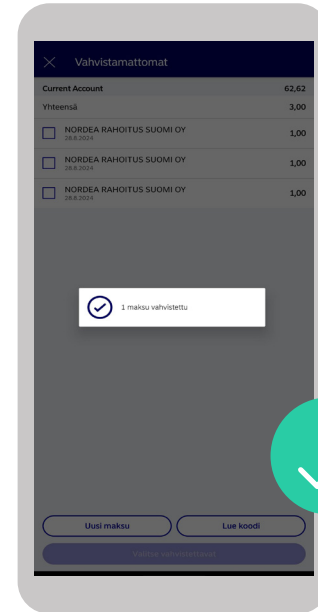 Vahvistamattomat
Current Account 62,62
Yhteensä 3,00
NORDEA RAHOITUS SUOMI OY 1,00
28.8.2024
NORDEA RAHOITUS SUOMI OY 1,00
28.8.2024
NORDEA RAHOITUS SUOMI OY 1,00
28.8.2024
1 maksu vahvistettu
Uusi maksu Lue koodi
Valitse vahvistettavat